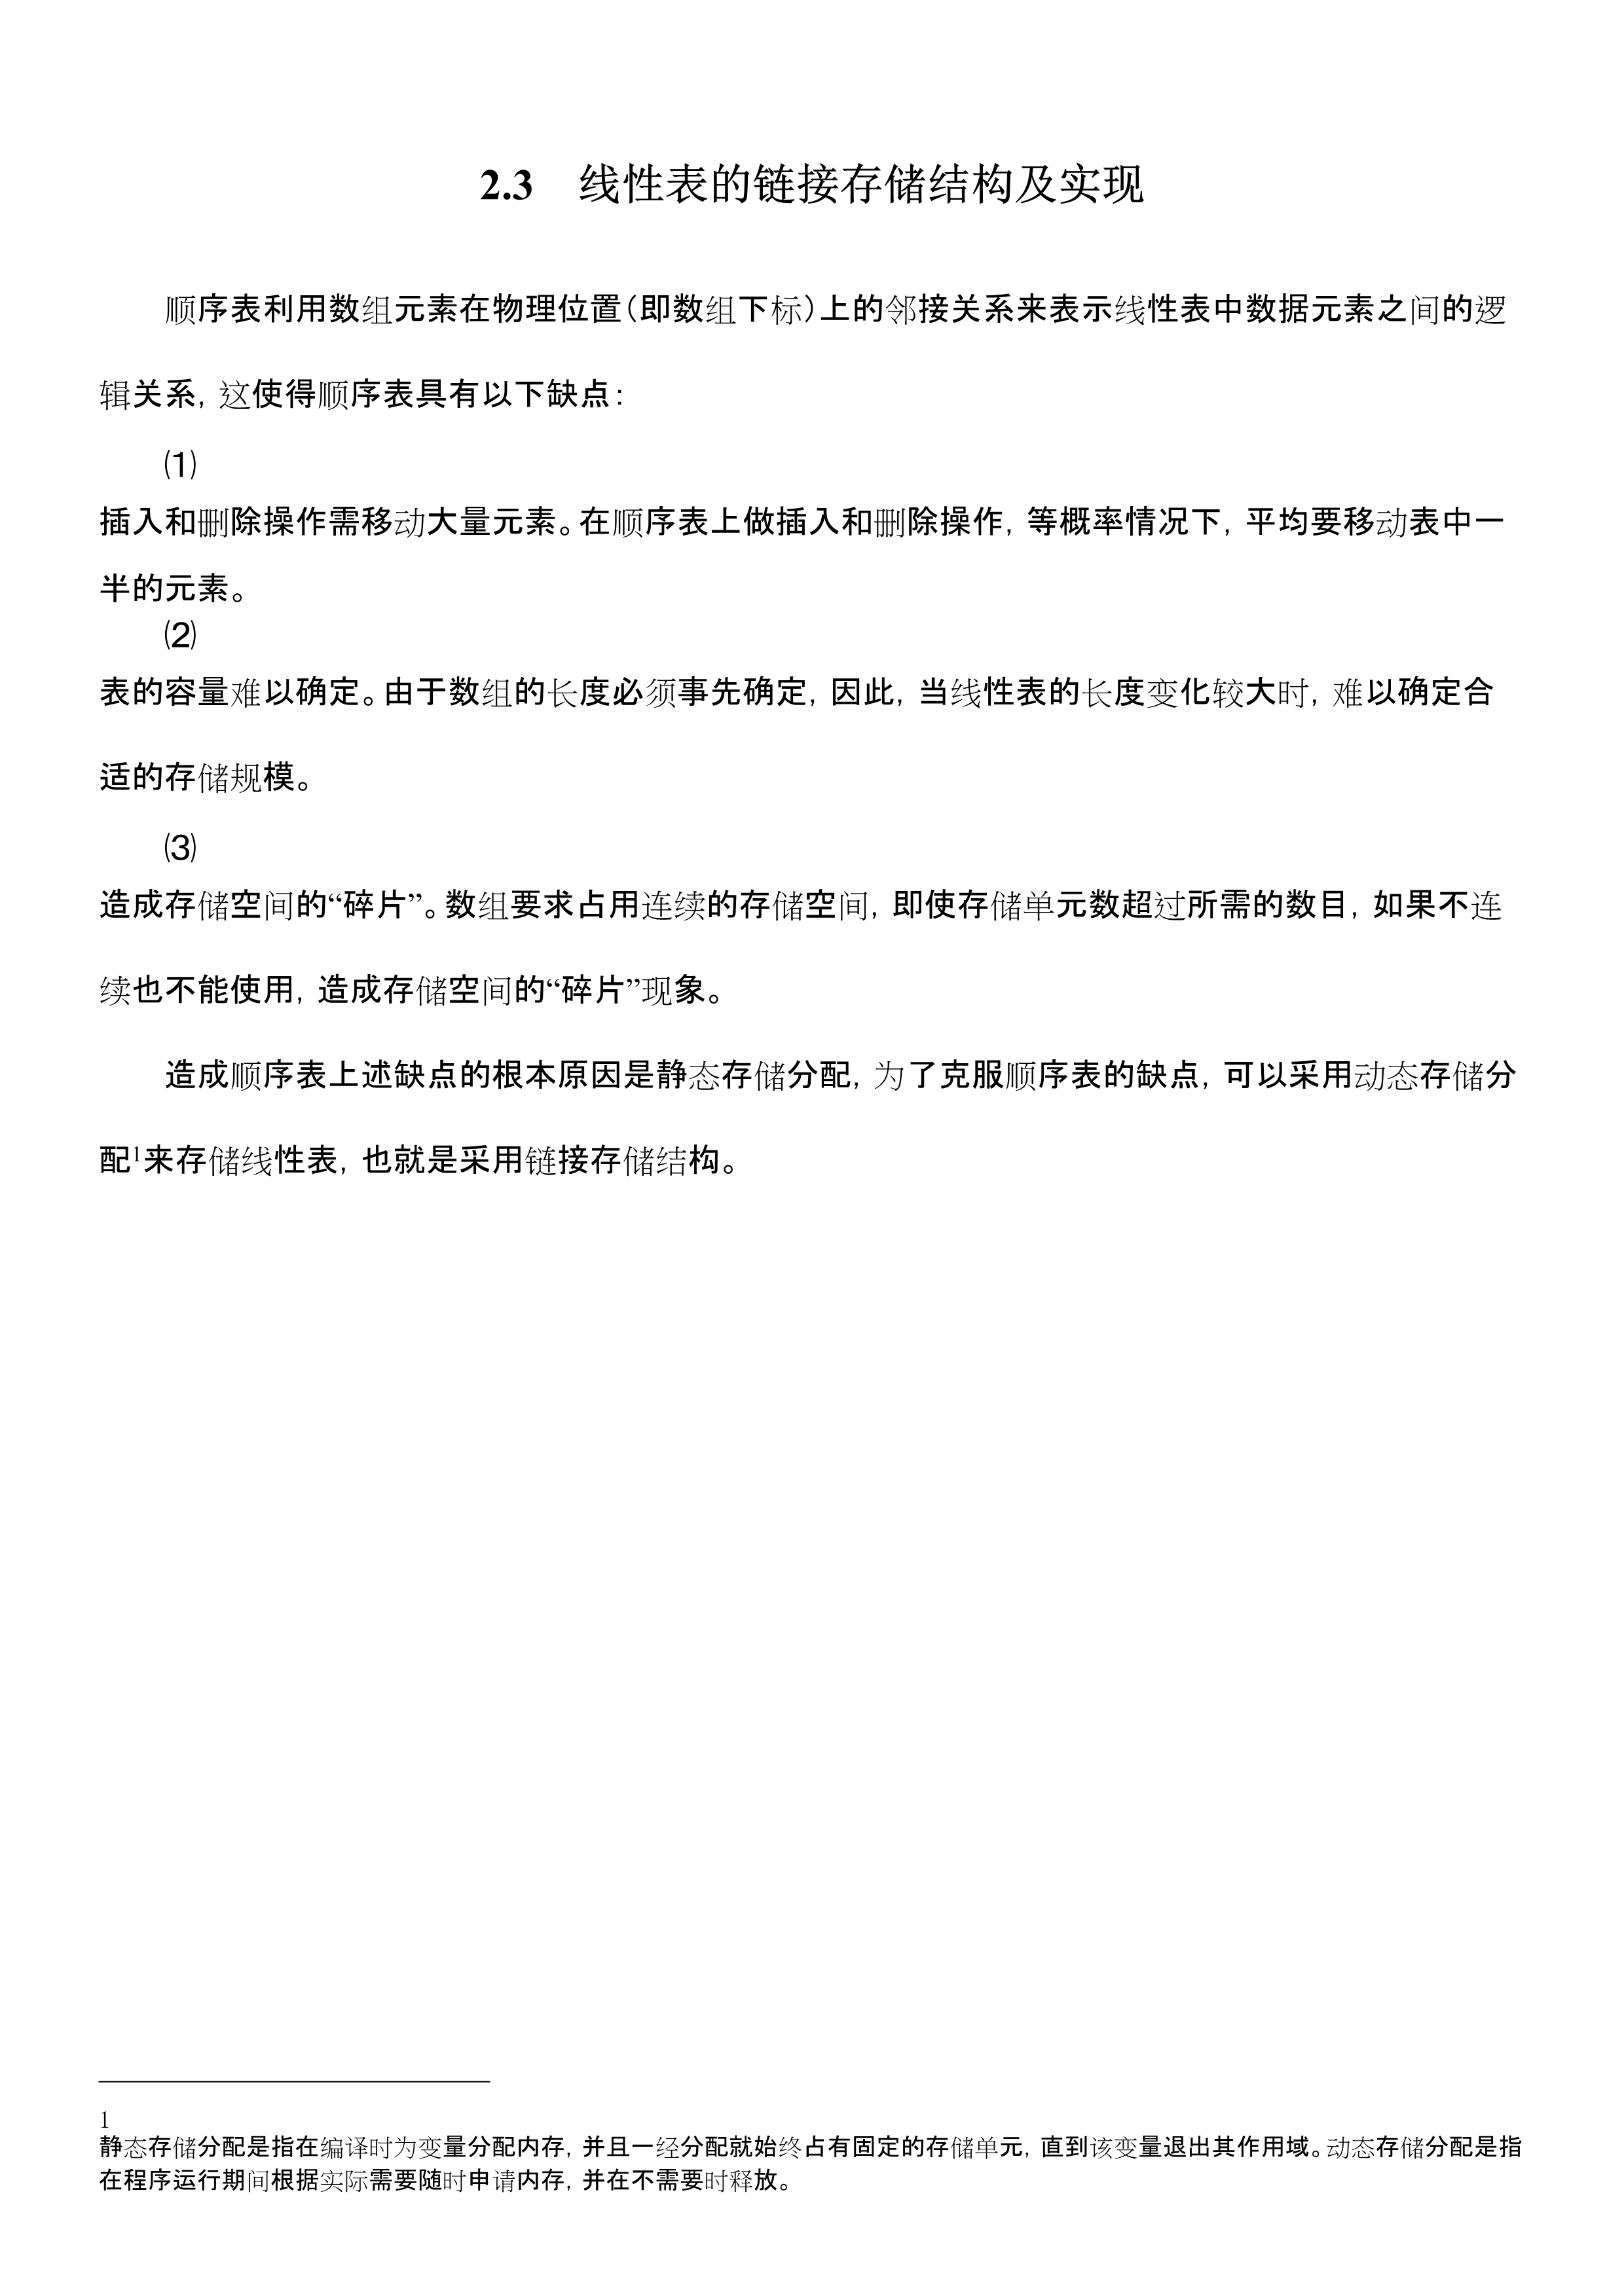 2.3 线性表的链接存储结构及实现
顺序表利用数组元素在物理位置（即数组下标）上的邻接关系来表示线性表中数据元素之间的逻
辑关系，这使得顺序表具有以下缺点：
⑴
插入和删除操作需移动大量元素。在顺序表上做插入和删除操作，等概率情况下，平均要移动表中一
半的元素。
⑵
表的容量难以确定。由于数组的长度必须事先确定，因此，当线性表的长度变化较大时，难以确定合
适的存储规模。
⑶
造成存储空间的“碎片”。数组要求占用连续的存储空间，即使存储单元数超过所需的数目，如果不连
续也不能使用，造成存储空间的“碎片”现象。
造成顺序表上述缺点的根本原因是静态存储分配，为了克服顺序表的缺点，可以采用动态存储分
配1来存储线性表，也就是采用链接存储结构。
1
静态存储分配是指在编译时为变量分配内存，并且一经分配就始终占有固定的存储单元，直到该变量退出其作用域。动态存储分配是指
在程序运行期间根据实际需要随时申请内存，并在不需要时释放。